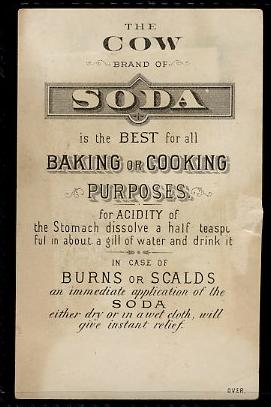 THE
COW
BRAND OF
SODA
is the BEST for all
BAKING OR COOKING
PURPOSES.
for ACIDITY of
the Stomach dissolve a half teaspu
ful in about a gill of water and drink it
IN CASE OF
BURNS OR SCALDS
an immediate application of the
SODA
either dry or in a wet cloth, will
give instant relief.
OVER.